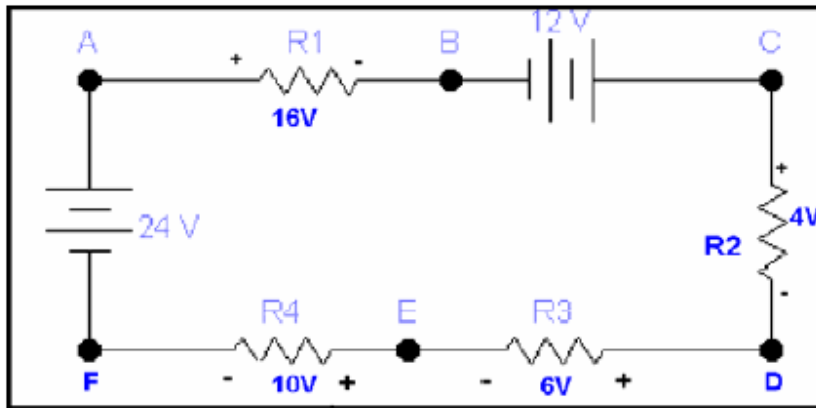 12 V
A R1 B C
+ -
16V
+
24 V
4V
R2
-
R4 E R3
F - 10V + - 6V + D